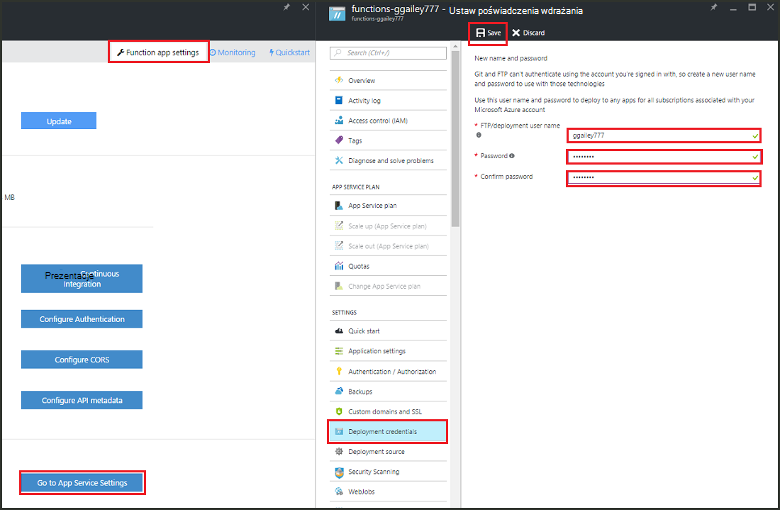 Function app settings
Monitoring
Quickstart
Update
MB
Prezentacje
Continuous
Integration
Configure Authentication
Configure CORS
Configure API metadata
Go to App Service Settings
functions-ggailey777 - Ustaw poświadczenia wdrażania
functions-ggailey777
Search (Ctrl+/)
Overview
Activity log
Access control (IAM)
Tags
Diagnose and solve problems
APP SERVICE PLAN
App Service plan
Scale up (App Service plan)
Scale out (App Service plan)
Quotas
Change App Service plan
SETTINGS
Quick start
Application settings
Authentication / Authorization
Backups
Custom domains and SSL
Deployment credentials
Deployment source
Security Scanning
WebJobs
Save
Discard
New name and password
Git and FTP can't authenticate using the account you're signed in with, so create a new user name
and password to use with those technologies
Use this user name and password to deploy to any apps for all subscriptions associated with your
Microsoft Azure account
* FTP/deployment user name
ggailey777
* Password
••••••••
* Confirm password
••••••••